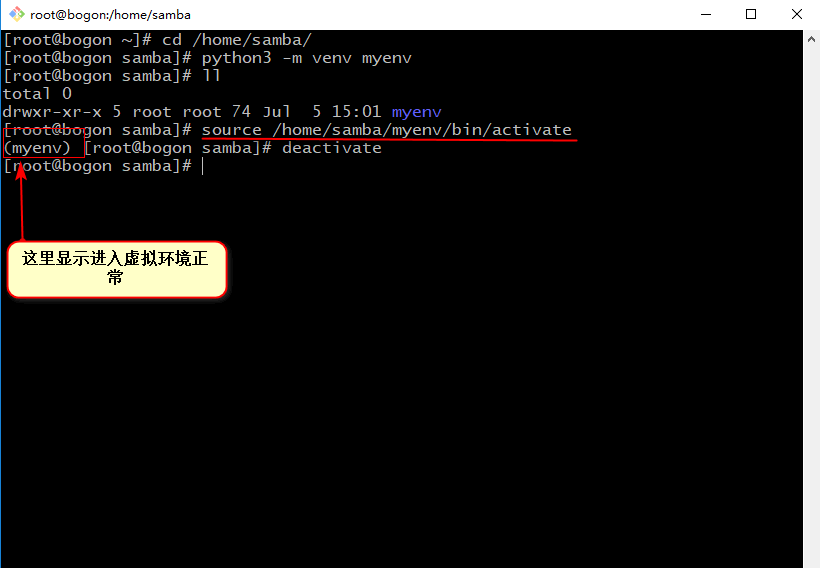 root@bogon:/home/samba
[root@bogon ~]# cd /home/samba/
[root@bogon samba]# python3 -m venv myenv
[root@bogon samba]# ll
total 0
drwxr-xr-x 5 root root 74 Jul  5 15:01 myenv
[root@bogon samba]# source /home/samba/myenv/bin/activate
(myenv) [root@bogon samba]# deactivate
[root@bogon samba]#
这里显示进入虚拟环境正
常